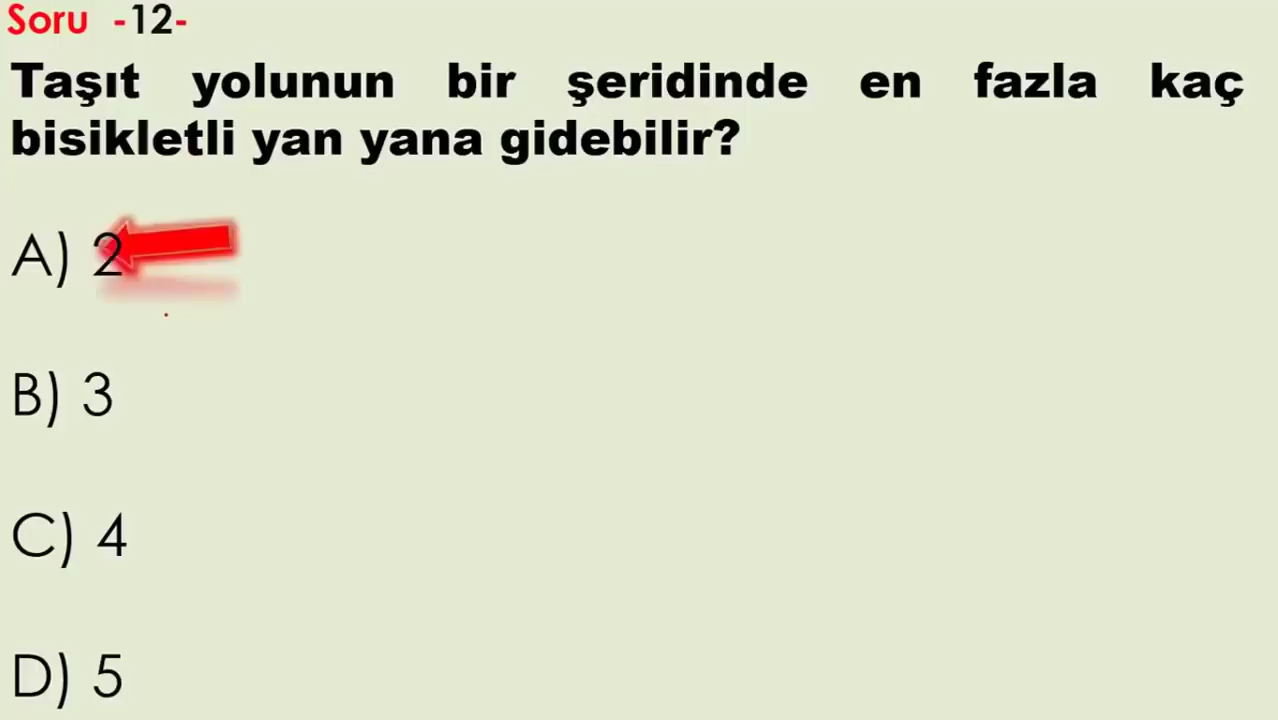 Soru -12-
Taşıt yolunun bir şeridinde en fazla kaç
bisikletli yan yana gidebilir?
A) 2
B) 3
C) 4
D) 5